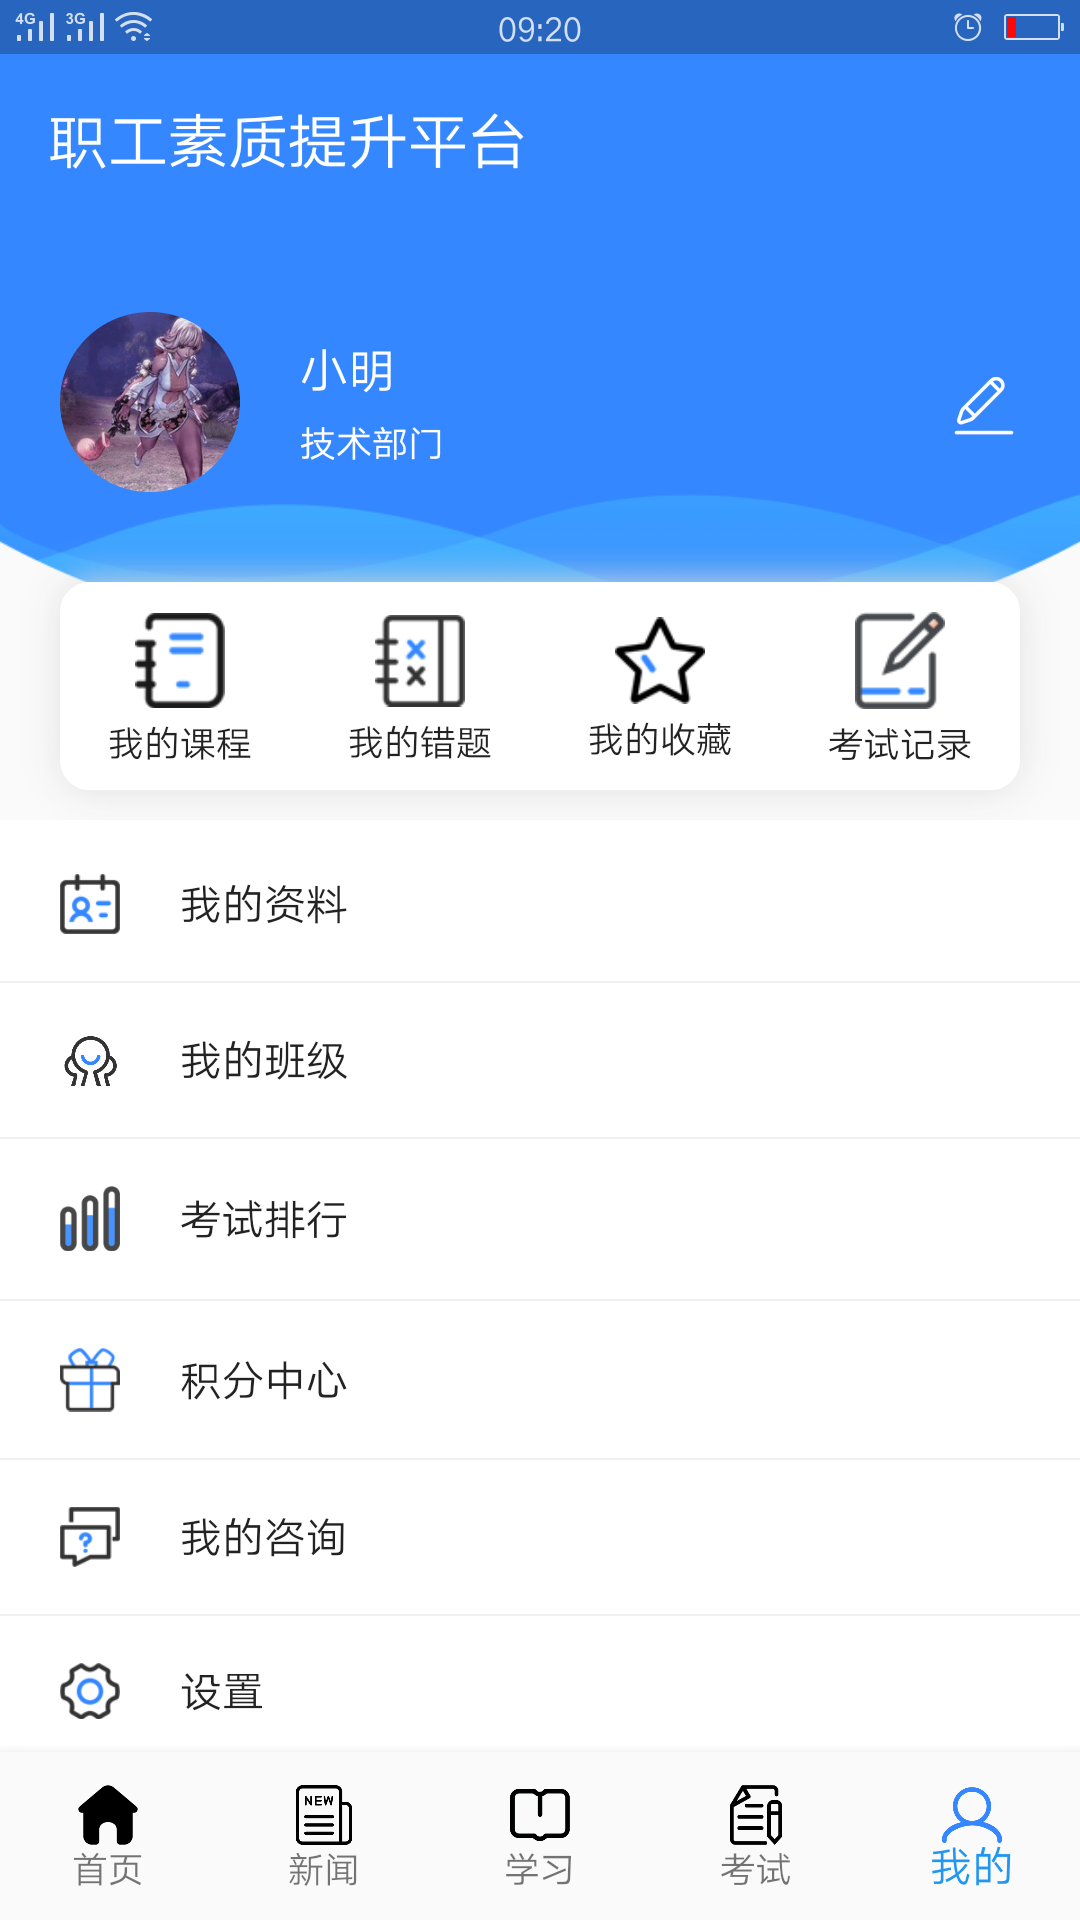 4G 3G 09:20
职工素质提升平台
小明
技术部门
我的课程 我的错题 我的收藏 考试记录
我的资料
我的班级
考试排行
积分中心
?
我的咨询
设置
NEW
首页 新闻 学习 考试 我的